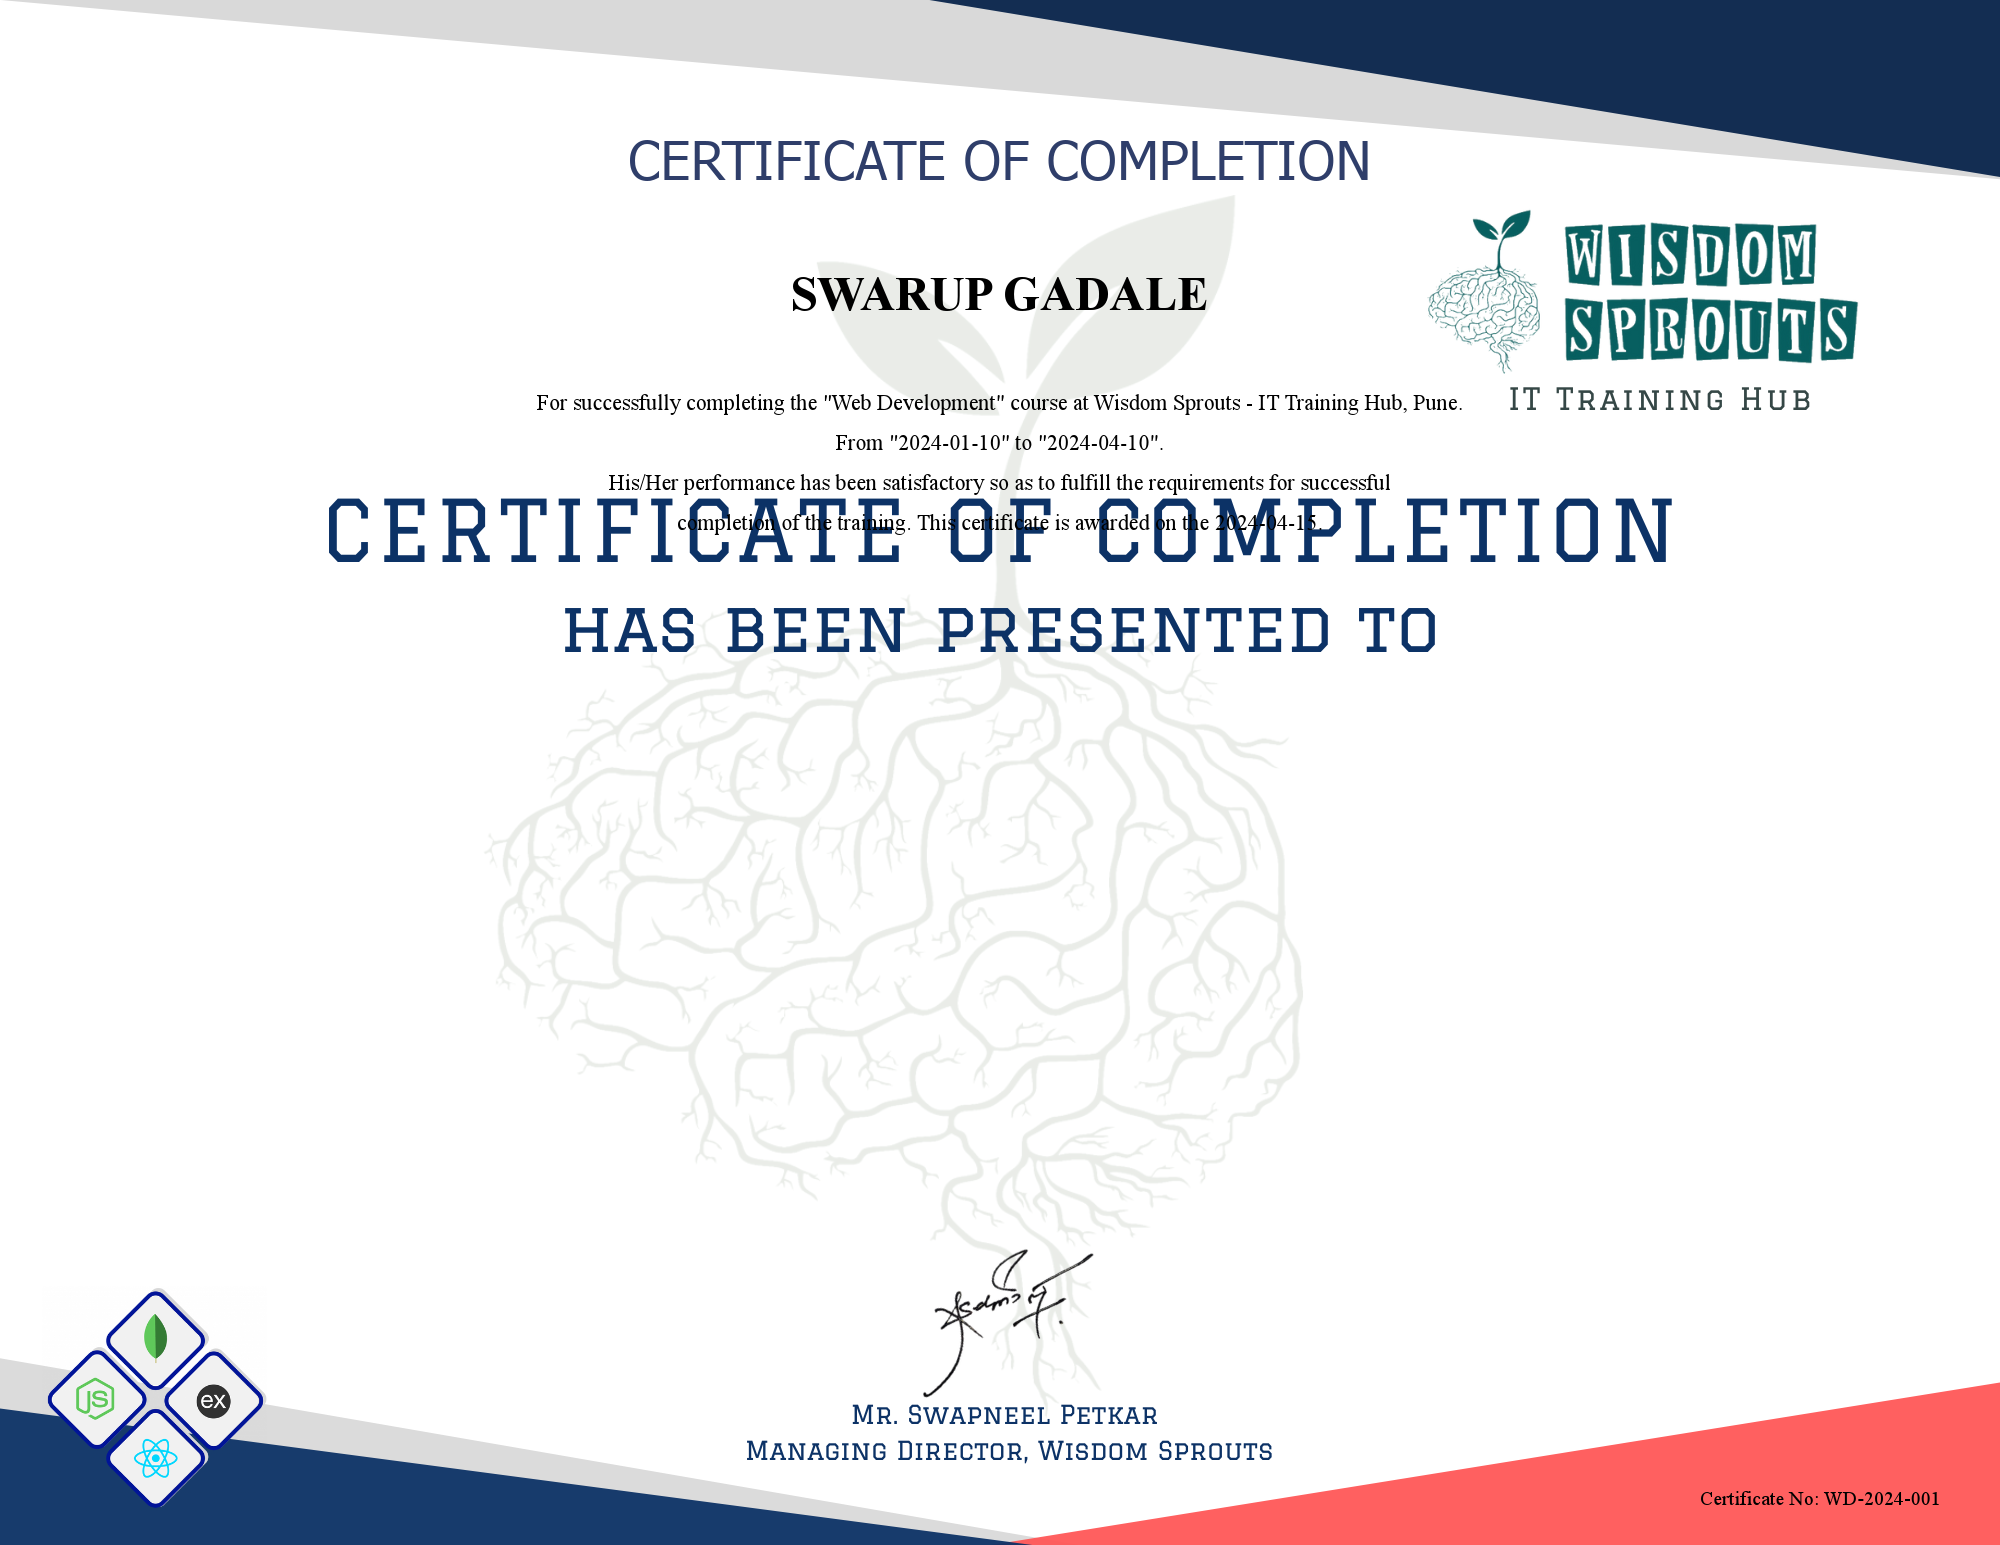 CERTIFICATE OF COMPLETION
WISDOM
SPROUTS
IT TRAINING HUB
SWARUP GADALE
For successfully completing the "Web Development" course at Wisdom Sprouts - IT Training Hub, Pune.
From "2024-01-10" to "2024-04-10".
His/Her performance has been satisfactory so as to fulfill the requirements for successful
completion of the training. This certificate is awarded on the 2024-04-15.
CERTIFICATE OF COMPLETION
HAS BEEN PRESENTED TO
JS
ex
MR. SWAPNEEL PETKAR
MANAGING DIRECTOR, WISDOM SPROUTS
Certificate No: WD-2024-001